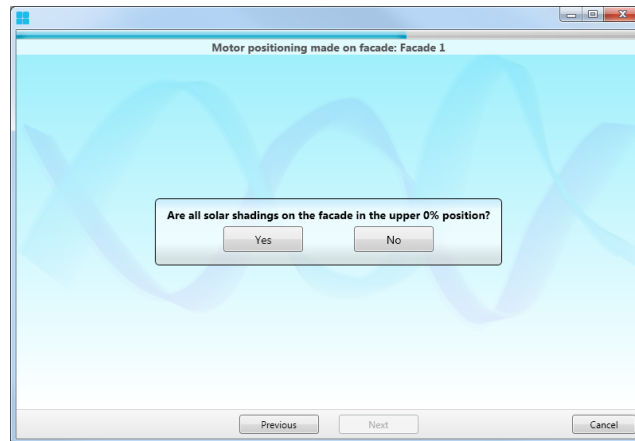 Motor positioning made on facade: Facade 1
Are all solar shadings on the facade in the upper 0% position?
Yes No
Previous Next Cancel